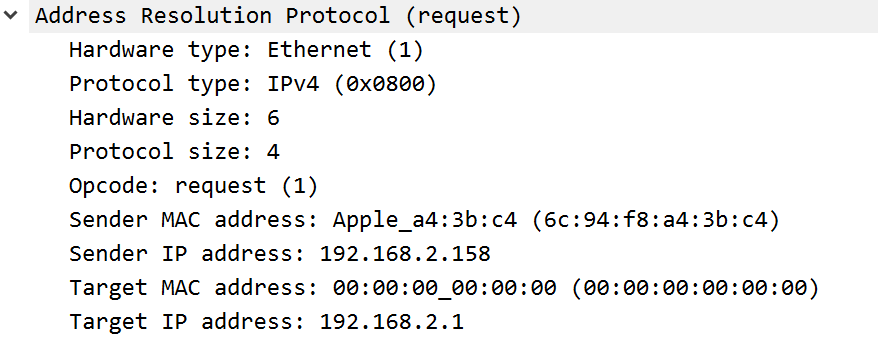 Address Resolution Protocol (request)
Hardware type: Ethernet (1)
Protocol type: IPv4 (0x0800)
Hardware size: 6
Protocol size: 4
Opcode: request (1)
Sender MAC address: Apple_a4:3b:c4 (6c:94:f8:a4:3b:c4)
Sender IP address: 192.168.2.158
Target MAC address: 00:00:00_00:00:00 (00:00:00:00:00:00)
Target IP address: 192.168.2.1